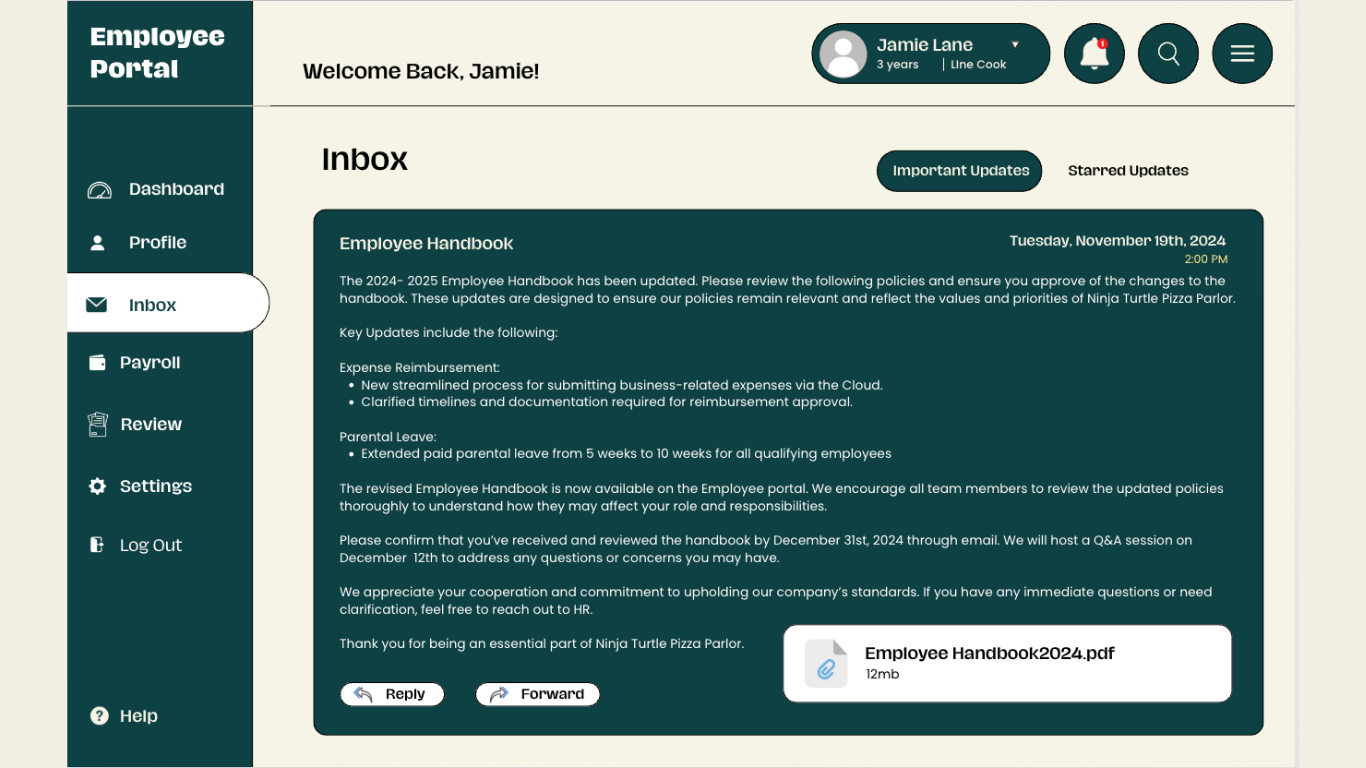 Employee
Portal
Welcome Back, Jamie!
Jamie Lane
3 years | LIne Cook
1
Dashboard
Profile
Inbox
Payroll
Review
Settings
Log Out
Help
Inbox
Important Updates
Starred Updates
Employee Handbook
Tuesday, November 19th, 2024
2:00 PM
The 2024- 2025 Employee Handbook has been updated. Please review the following policies and ensure you approve of the changes to the
handbook. These updates are designed to ensure our policies remain relevant and reflect the values and priorities of Ninja Turtle Pizza Parlor.
Key Updates include the following:
Expense Reimbursement:
• New streamlined process for submitting business-related expenses via the Cloud.
• Clarified timelines and documentation required for reimbursement approval.
Parental Leave:
• Extended paid parental leave from 5 weeks to 10 weeks for all qualifying employees
The revised Employee Handbook is now available on the Employee portal. We encourage all team members to review the updated policies
thoroughly to understand how they may affect your role and responsibilities.
Please confirm that you’ve received and reviewed the handbook by December 31st, 2024 through email. We will host a Q&A session on
December  12th to address any questions or concerns you may have.
We appreciate your cooperation and commitment to upholding our company’s standards. If you have any immediate questions or need
clarification, feel free to reach out to HR.
Thank you for being an essential part of Ninja Turtle Pizza Parlor.
Employee Handbook2024.pdf
12mb
Reply
Forward